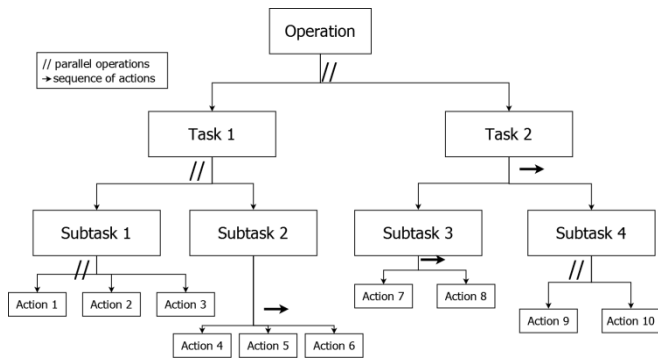 Operation
// parallel operations
sequence of actions
//
Task 1
Task 2
//
Subtask 1
Subtask 2
Subtask 3
Subtask 4
//
//
Action 1
Action 2
Action 3
Action 7
Action 8
Action 9
Action 10
Action 4
Action 5
Action 6